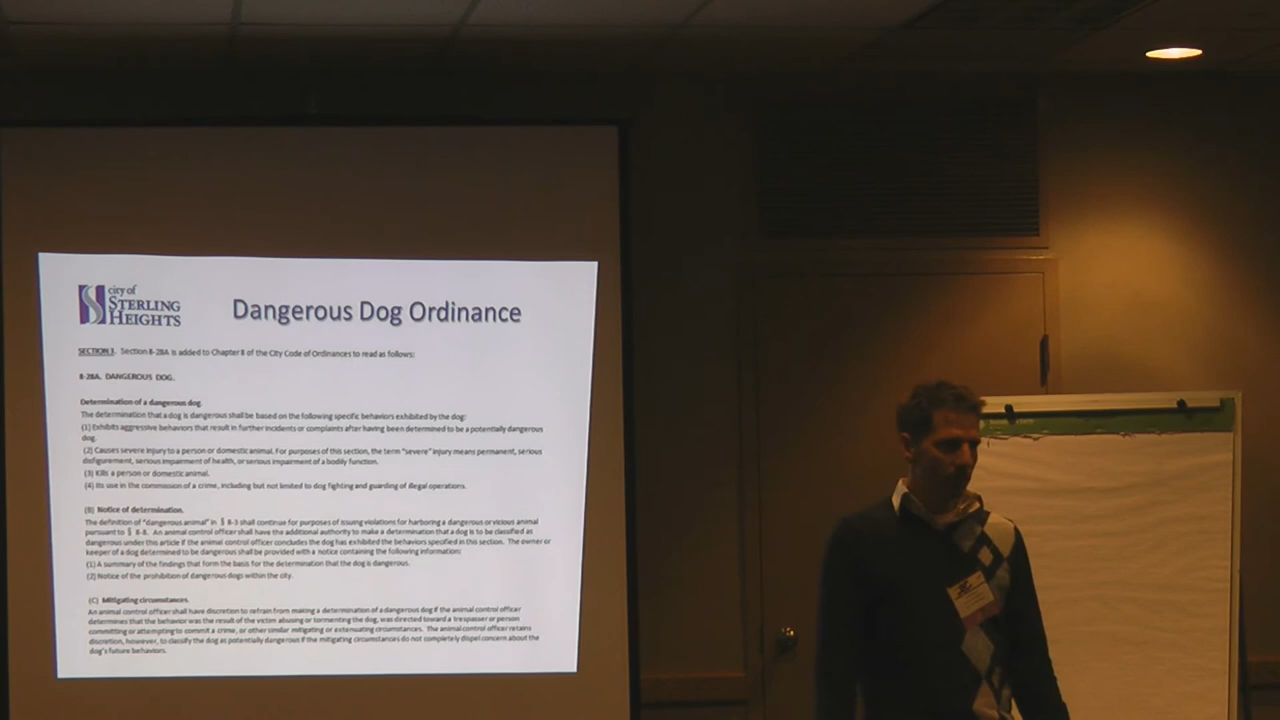 city of
STERLING
HEIGHTS
Dangerous Dog Ordinance
SECTION 3. Section 8-28A is added to Chapter 8 of the City Code of Ordinances to read as follows:
8-28A. DANGEROUS DOG.
Determination of a dangerous dog.
The determination that a dog is dangerous shall be based on the following specific behaviors exhibited by the dog:
(1) Exhibits aggressive behaviors that result in further incidents or complaints after having been determined to be a potentially dangerous
dog.
(2) Causes severe injury to a person or domestic animal. For purposes of this section, the term "severe" injury means permanent, serious
disfigurement, serious impairment of health, or serious impairment of a bodily function.
(3) Kills a person or domestic animal.
(4) Its use in the commission of a crime, including but not limited to dog fighting and guarding of illegal operations.
(B) Notice of determination.
The definition of "dangerous animal" in § 8-3 shall continue for purposes of issuing violations for harboring a dangerous or vicious animal
pursuant to § 8-8. An animal control officer shall have the additional authority to make a determination that a dog is to be classified as
dangerous under this article if the animal control officer concludes the dog has exhibited the behaviors specified in this section. The owner or
keeper of a dog determined to be dangerous shall be provided with a notice containing the following information:
(1) A summary of the findings that form the basis for the determination that the dog is dangerous.
(2) Notice of the prohibition of dangerous dogs within the city.
(C) Mitigating circumstances.
An animal control officer shall have discretion to refrain from making a determination of a dangerous dog if the animal control officer
determines that the behavior was the result of the victim abusing or tormenting the dog, was directed toward a trespasser or person
committing or attempting to commit a crime, or other similar mitigating or extenuating circumstances. The animal control officer retains
discretion, however, to classify the dog as potentially dangerous if the mitigating circumstances do not completely dispel concern about the
dog's future behaviors.